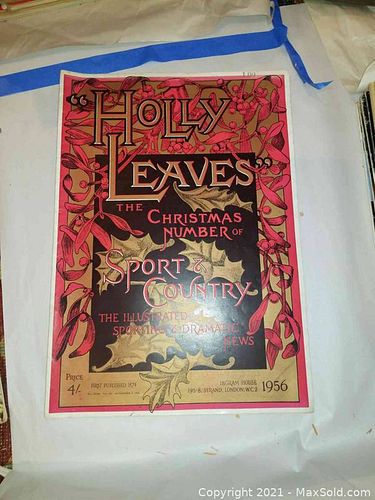 "HOLLY
LEAVES"
THE CHRISTMAS
NUMBER OF
SPORT &
COUNTRY
THE ILLUSTRATED
SPORTING & DRAMATIC
NEWS
PRICE
4/-
FIRST PUBLISHED 1874
INGRAM HOUSE
195-8, STRAND, LONDON, W.C.2
1956
Copyright 2021 - MaxSold.com